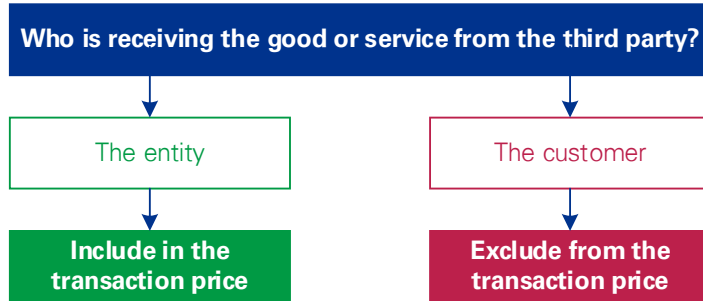 Who is receiving the good or service from the third party?
The entity
The customer
Include in the
transaction price
Exclude from the
transaction price